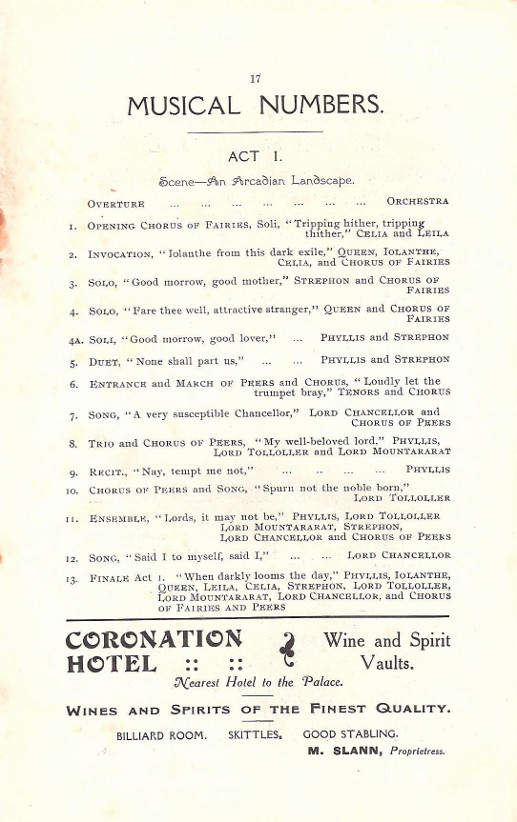 17
MUSICAL NUMBERS.
ACT I.
Scene—An Arcadian Landscape.
OVERTURE ... ... ... ... ... ... ORCHESTRA
1. OPENING CHORUS OF FAIRIES, Soli, "Tripping hither, tripping
thither," CELIA and LEILA
2. INVOCATION, "Iolanthe from this dark exile," QUEEN, IOLANTHE,
CELIA, and CHORUS OF FAIRIES
3. SOLO, "Good morrow, good mother," STREPHON and CHORUS OF
FAIRIES
4. SOLO, "Fare thee well, attractive stranger," QUEEN and CHORUS OF
FAIRIES
4A. SOLI, "Good morrow, good lover," ... PHYLLIS and STREPHON
5. DUET, "None shall part us," ... ... PHYLLIS and STREPHON
6. ENTRANCE and MARCH OF PEERS and CHORUS, "Loudly let the
trumpet bray," TENORS and CHORUS
7. SONG, "A very susceptible Chancellor," LORD CHANCELLOR and
CHORUS OF PEERS
8. TRIO and CHORUS OF PEERS, "My well-beloved lord," PHYLLIS,
LORD TOLLOLLER and LORD MOUNTARARAT
9. RECIT., "Nay, tempt me not," ... .. ... ... PHYLLIS
10. CHORUS OF PEERS and SONG, "Spurn not the noble born,"
LORD TOLLOLLER
11. ENSEMBLE, "Lords, it may not be," PHYLLIS, LORD TOLLOLLER
LORD MOUNTARARAT, STREPHON,
LORD CHANCELLOR and CHORUS OF PEERS
12. SONG, "Said I to myself, said I," ... ... LORD CHANCELLOR
13. FINALE Act 1. "When darkly looms the day," PHYLLIS, IOLANTHE,
QUEEN, LEILA, CELIA, STREPHON, LORD TOLLOLLER,
LORD MOUNTARARAT, LORD CHANCELLOR, and CHORUS
OF FAIRIES AND PEERS
CORONATION
HOTEL :: ::
Wine and Spirit
Vaults.
Nearest Hotel to the Palace.
WINES AND SPIRITS OF THE FINEST QUALITY.
BILLIARD ROOM. SKITTLES. GOOD STABLING.
M. SLANN, Proprietress.